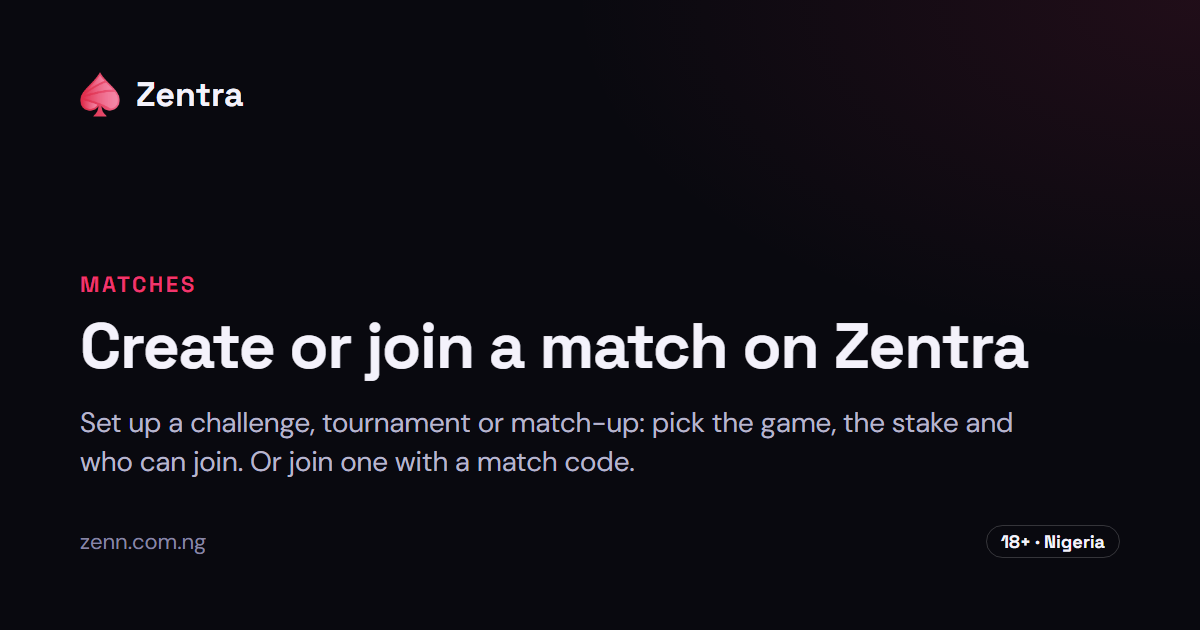 Zentra
MATCHES
Create or join a match on Zentra
Set up a challenge, tournament or match-up: pick the game, the stake and
who can join. Or join one with a match code.
zenn.com.ng
18+ · Nigeria